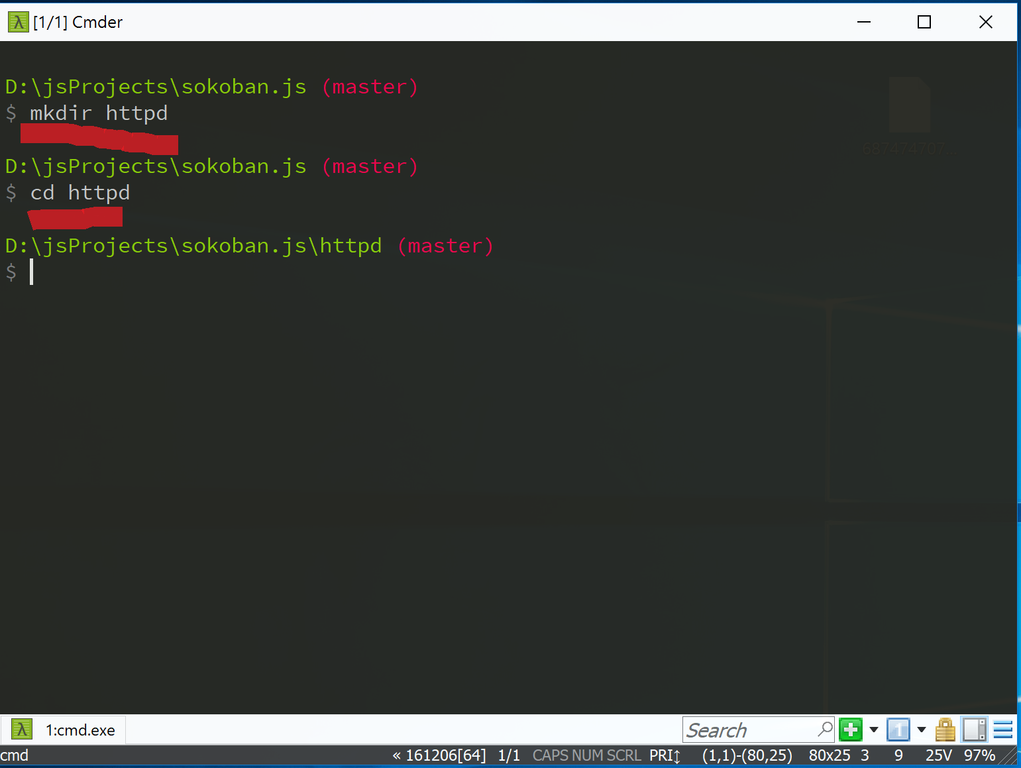 [1/1] Cmder
D:\jsProjects\sokoban.js (master)
$ mkdir httpd
D:\jsProjects\sokoban.js (master)
$ cd httpd
D:\jsProjects\sokoban.js\httpd (master)
$
1:cmd.exe
Search
1
cmd
« 161206[64] 1/1 CAPS NUM SCRL PRI↕ (1,1)-(80,25) 80x25 3 9 25V 97%